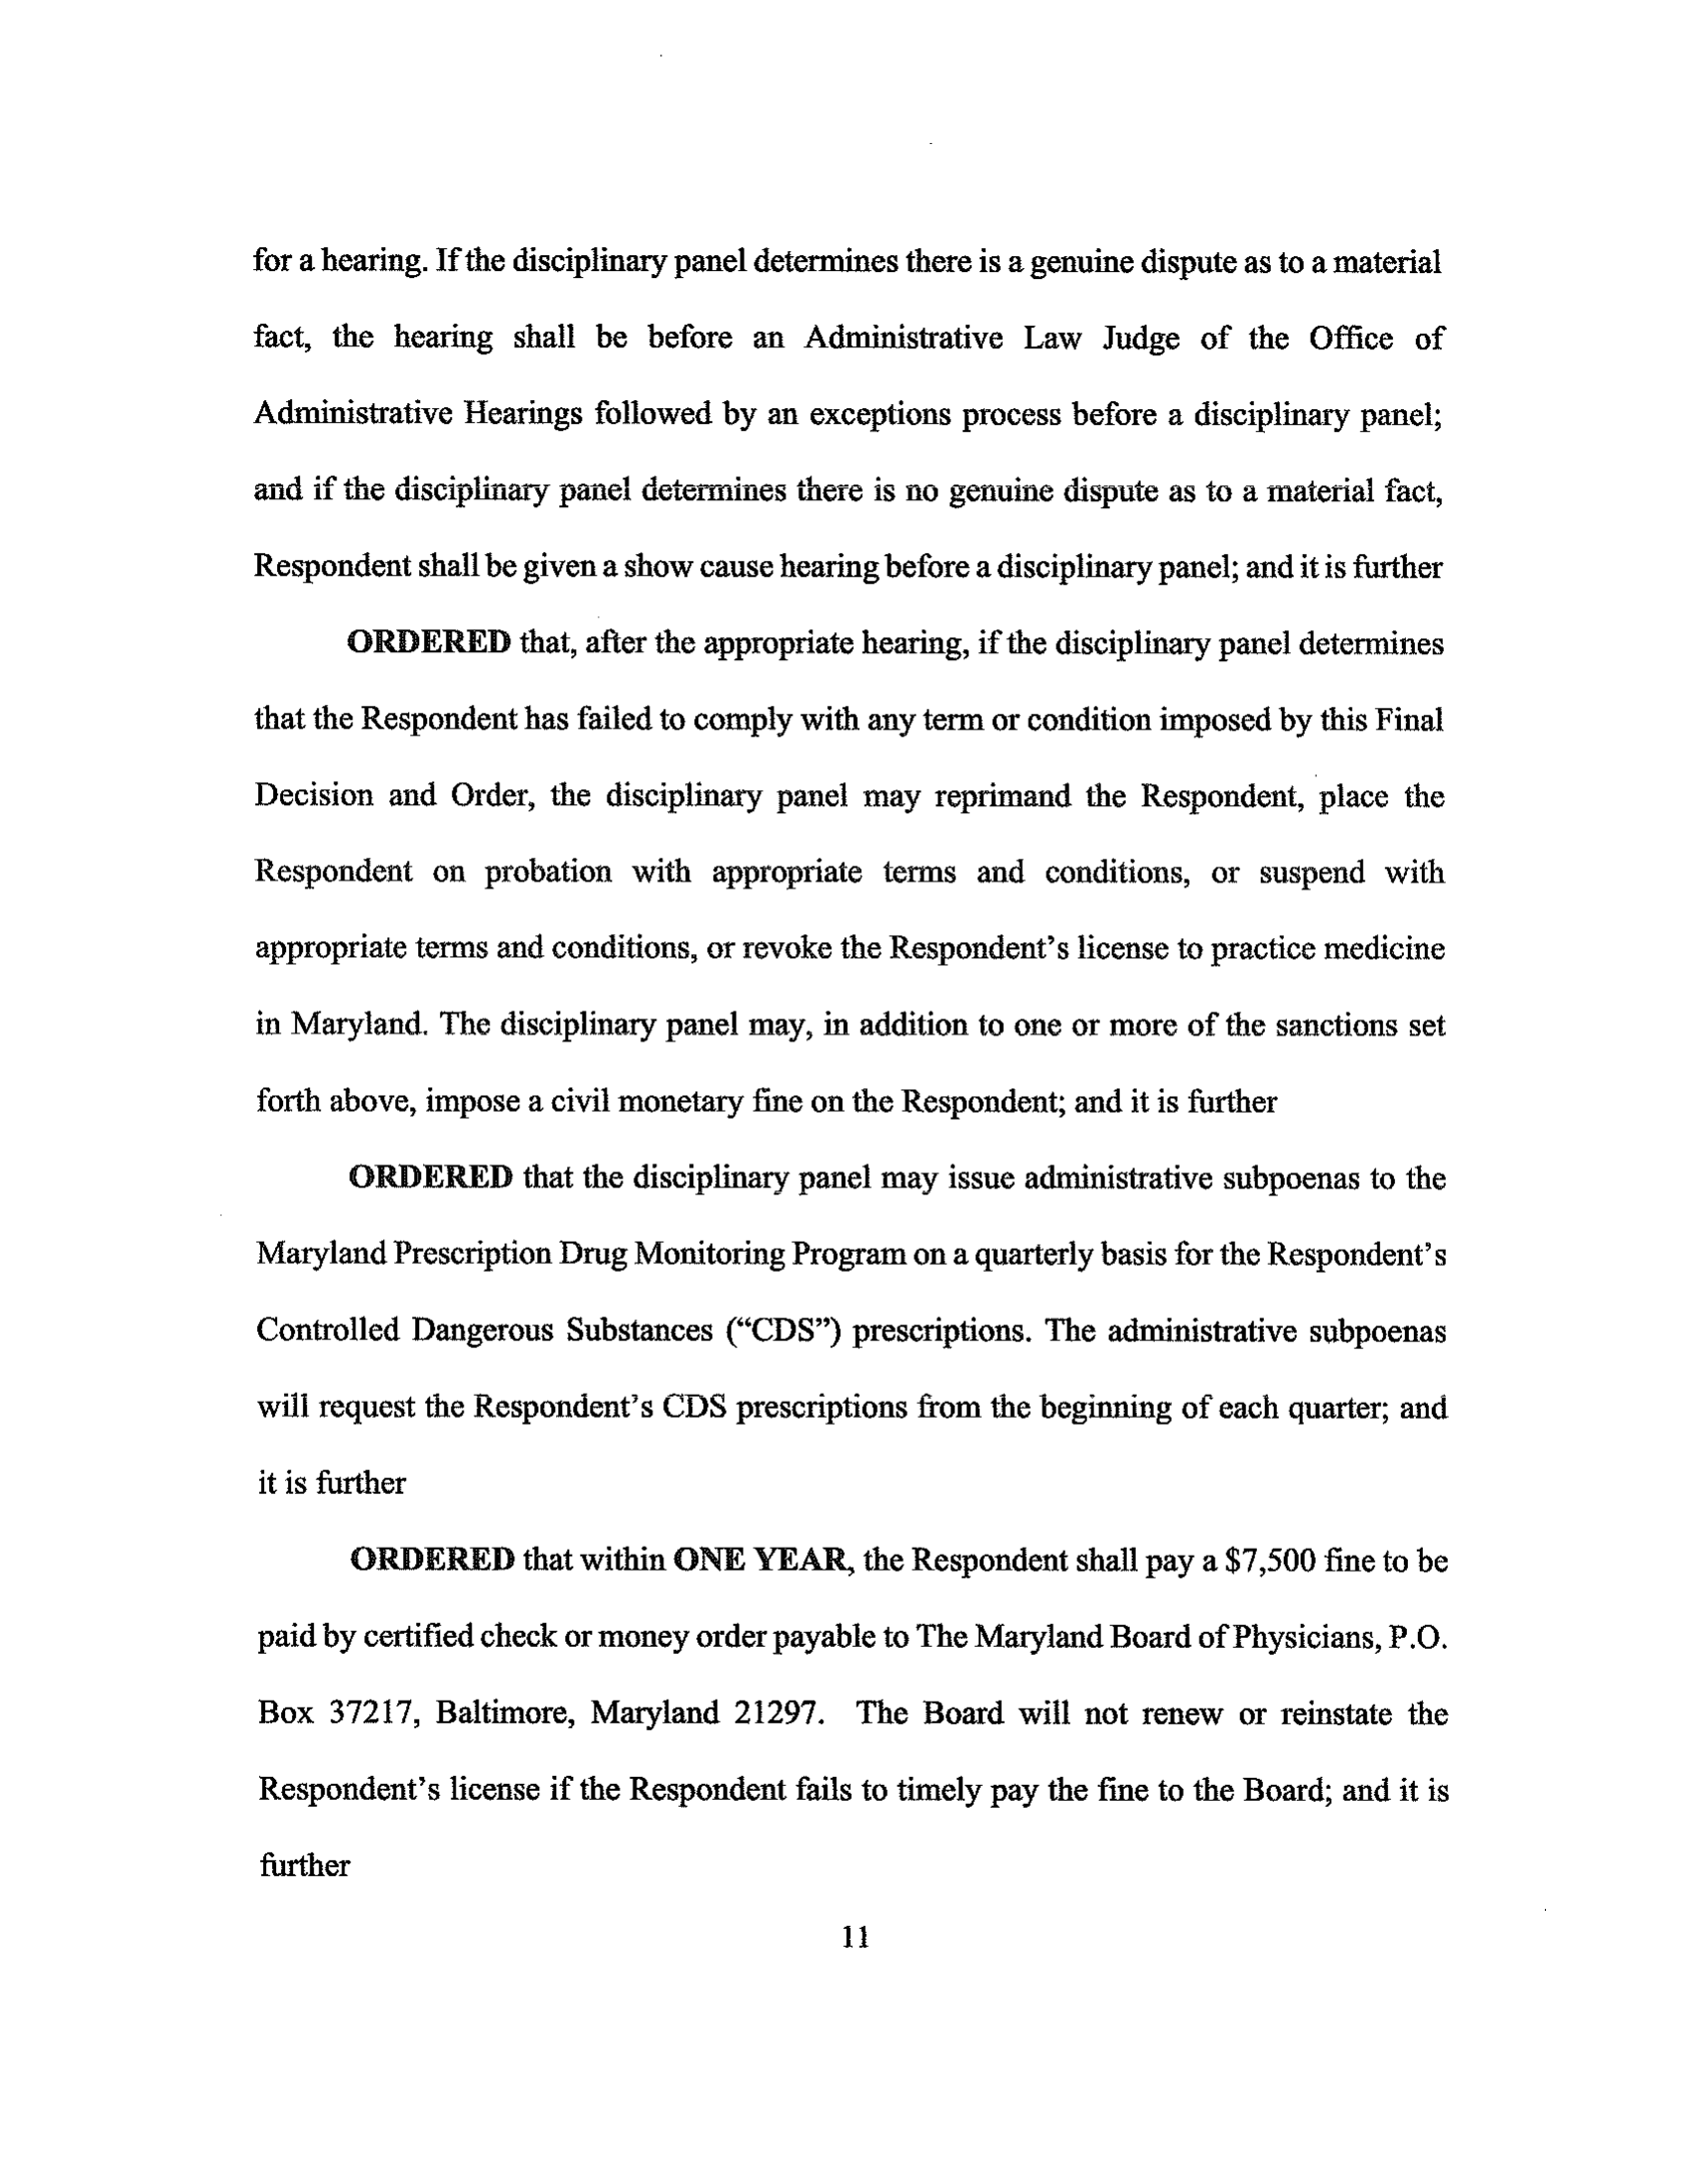 for a hearing. If the disciplinary panel determines there is a genuine dispute as to a material
fact, the hearing shall be before an Administrative Law Judge of the Office of
Administrative Hearings followed by an exceptions process before a disciplinary panel;
and if the disciplinary panel determines there is no genuine dispute as to a material fact,
Respondent shall be given a show cause hearing before a disciplinary panel; and it is further
ORDERED that, after the appropriate hearing, if the disciplinary panel determines
that the Respondent has failed to comply with any term or condition imposed by this Final
Decision and Order, the disciplinary panel may reprimand the Respondent, place the
Respondent on probation with appropriate terms and conditions, or suspend with
appropriate terms and conditions, or revoke the Respondent's license to practice medicine
in Maryland. The disciplinary panel may, in addition to one or more of the sanctions set
forth above, impose a civil monetary fine on the Respondent; and it is further
ORDERED that the disciplinary panel may issue administrative subpoenas to the
Maryland Prescription Drug Monitoring Program on a quarterly basis for the Respondent's
Controlled Dangerous Substances ("CDS") prescriptions. The administrative subpoenas
will request the Respondent's CDS prescriptions from the beginning of each quarter; and
it is further
ORDERED that within ONE YEAR, the Respondent shall pay a $7,500 fine to be
paid by certified check or money order payable to The Maryland Board of Physicians, P.O.
Box 37217, Baltimore, Maryland 21297. The Board will not renew or reinstate the
Respondent's license if the Respondent fails to timely pay the fine to the Board; and it is
further
11